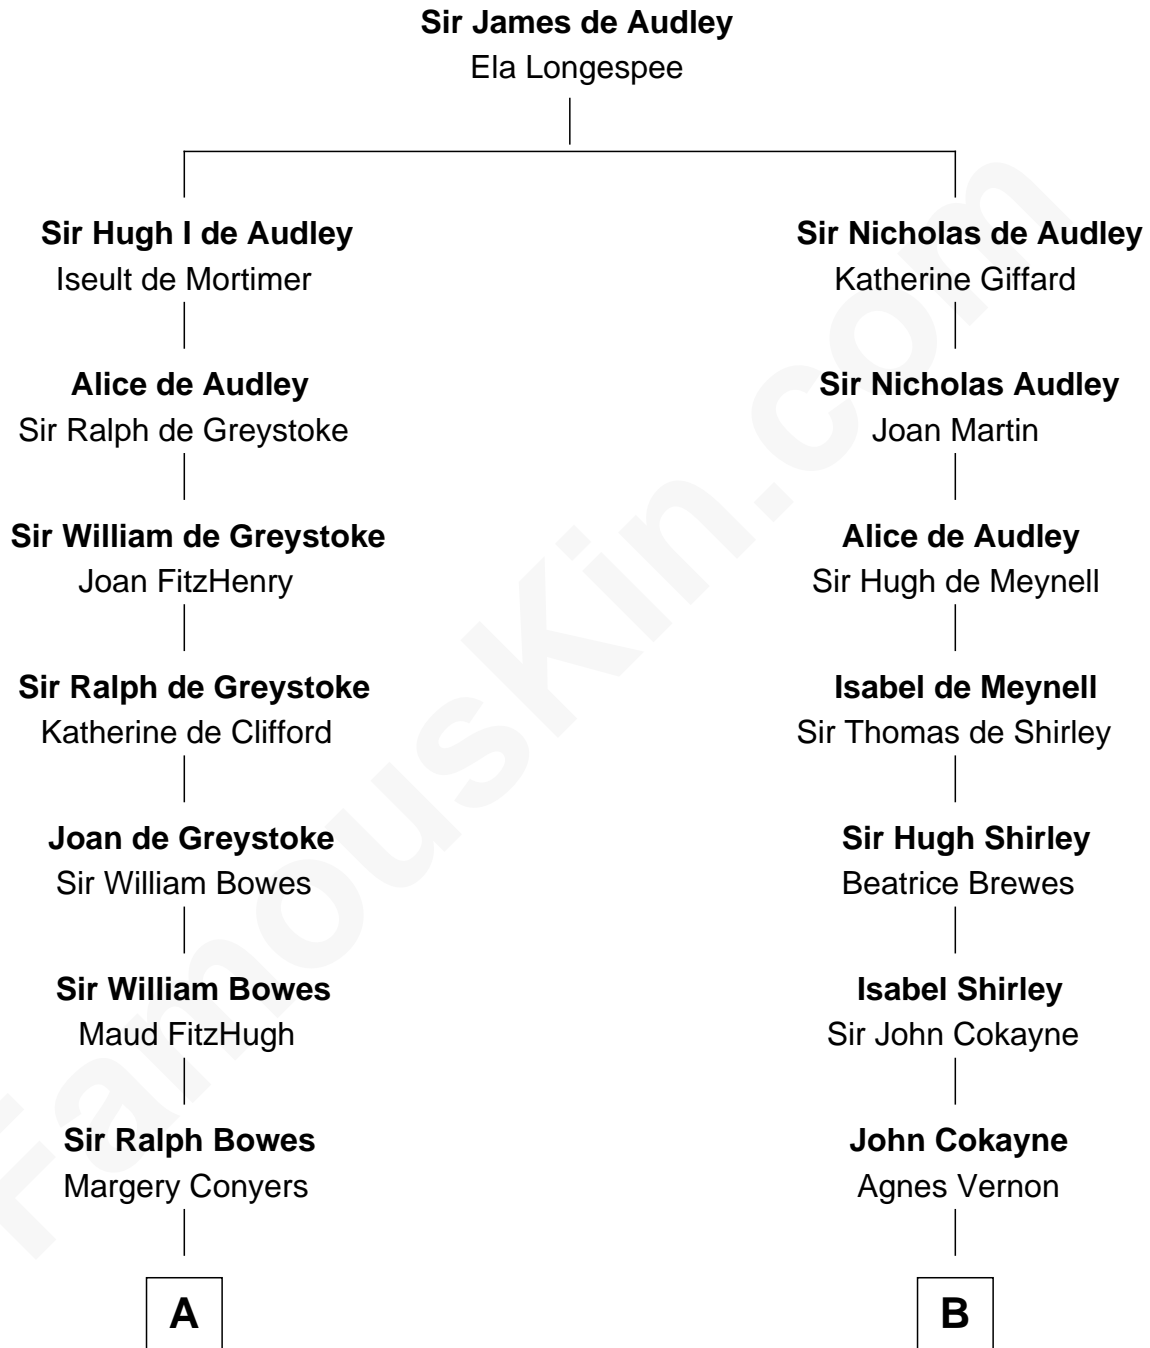 Sir James de Audley
Ela Longespee
Sir Hugh I de Audley
Iseult de Mortimer
Alice de Audley
Sir Ralph de Greystoke
Sir William de Greystoke
Joan FitzHenry
Sir Ralph de Greystoke
Katherine de Clifford
Joan de Greystoke
Sir William Bowes
Sir William Bowes
Maud FitzHugh
Sir Ralph Bowes
Margery Conyers
A
Sir Nicholas de Audley
Katherine Giffard
Sir Nicholas Audley
Joan Martin
Alice de Audley
Sir Hugh de Meynell
Isabel de Meynell
Sir Thomas de Shirley
Sir Hugh Shirley
Beatrice Brewes
Isabel Shirley
Sir John Cokayne
John Cokayne
Agnes Vernon
B
FamousKin.com